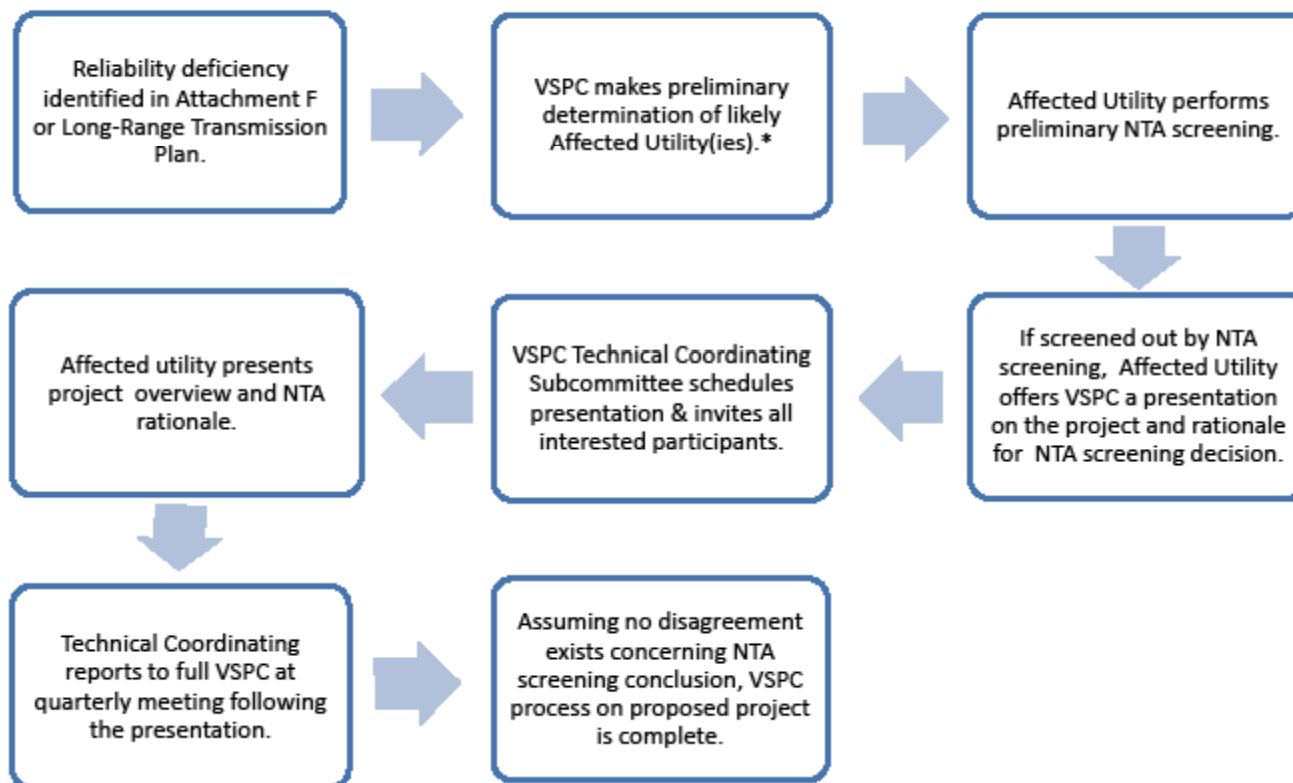 Reliability deficiency
identified in Attachment F
or Long-Range Transmission
Plan.
VSPC makes preliminary
determination of likely
Affected Utility(ies).*
Affected Utility performs
preliminary NTA screening.
If screened out by NTA
screening, Affected Utility
offers VSPC a presentation
on the project and rationale
for NTA screening decision.
VSPC Technical Coordinating
Subcommittee schedules
presentation & invites all
interested participants.
Affected utility presents
project overview and NTA
rationale.
Technical Coordinating
reports to full VSPC at
quarterly meeting following
the presentation.
Assuming no disagreement
exists concerning NTA
screening conclusion, VSPC
process on proposed project
is complete.